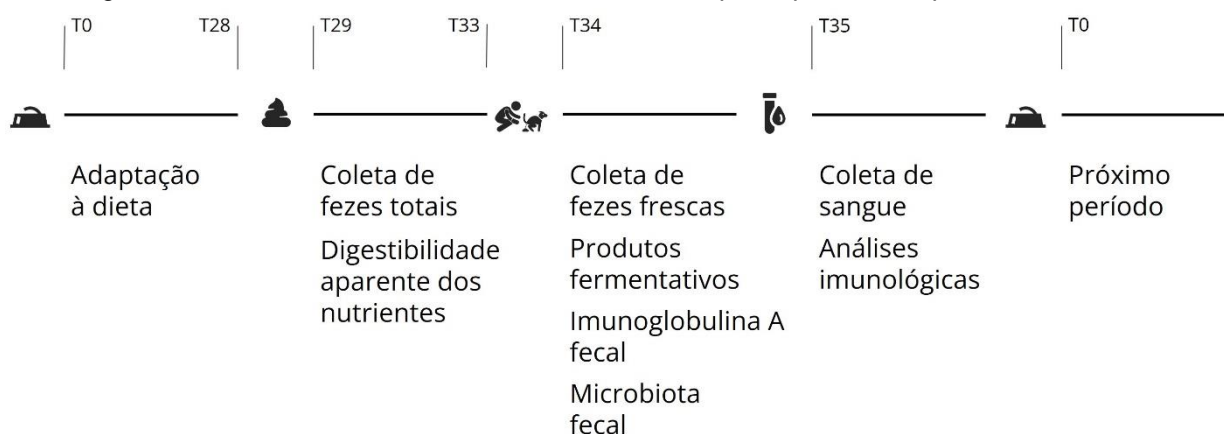 T0
T28
T29
T33
T34
T35
T0
Adaptação
à dieta
Coleta de
fezes totais
Digestibilidade
aparente dos
nutrientes
Coleta de
fezes frescas
Produtos
fermentativos
Imunoglobulina A
fecal
Microbiota
fecal
Coleta de
sangue
Análises
imunológicas
Próximo
período